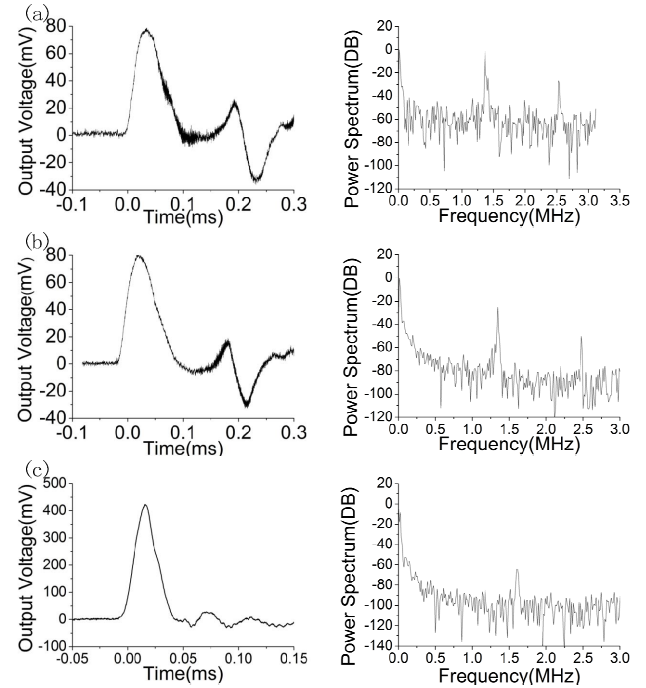 (a)
Output Voltage(mV)
80
60
40
20
0
-20
-40
-0.1 0.0 0.1 0.2 0.3
Time(ms)
Power Spectrum(DB)
20
0
-20
-40
-60
-80
-100
-120
0.0 0.5 1.0 1.5 2.0 2.5 3.0 3.5
Frequency(MHz)
(b)
Output Voltage(mV)
80
60
40
20
0
-20
-40
-0.1 0.0 0.1 0.2 0.3
Time(ms)
Power Spectrum(DB)
20
0
-20
-40
-60
-80
-100
-120
0.0 0.5 1.0 1.5 2.0 2.5 3.0
Frequency(MHz)
(c)
Output Voltage(mV)
500
400
300
200
100
0
-100
-0.05 0.00 0.05 0.10 0.15
Time(ms)
Power Spectrum(DB)
20
0
-20
-40
-60
-80
-100
-120
-140
0.0 0.5 1.0 1.5 2.0 2.5 3.0
Frequency(MHz)